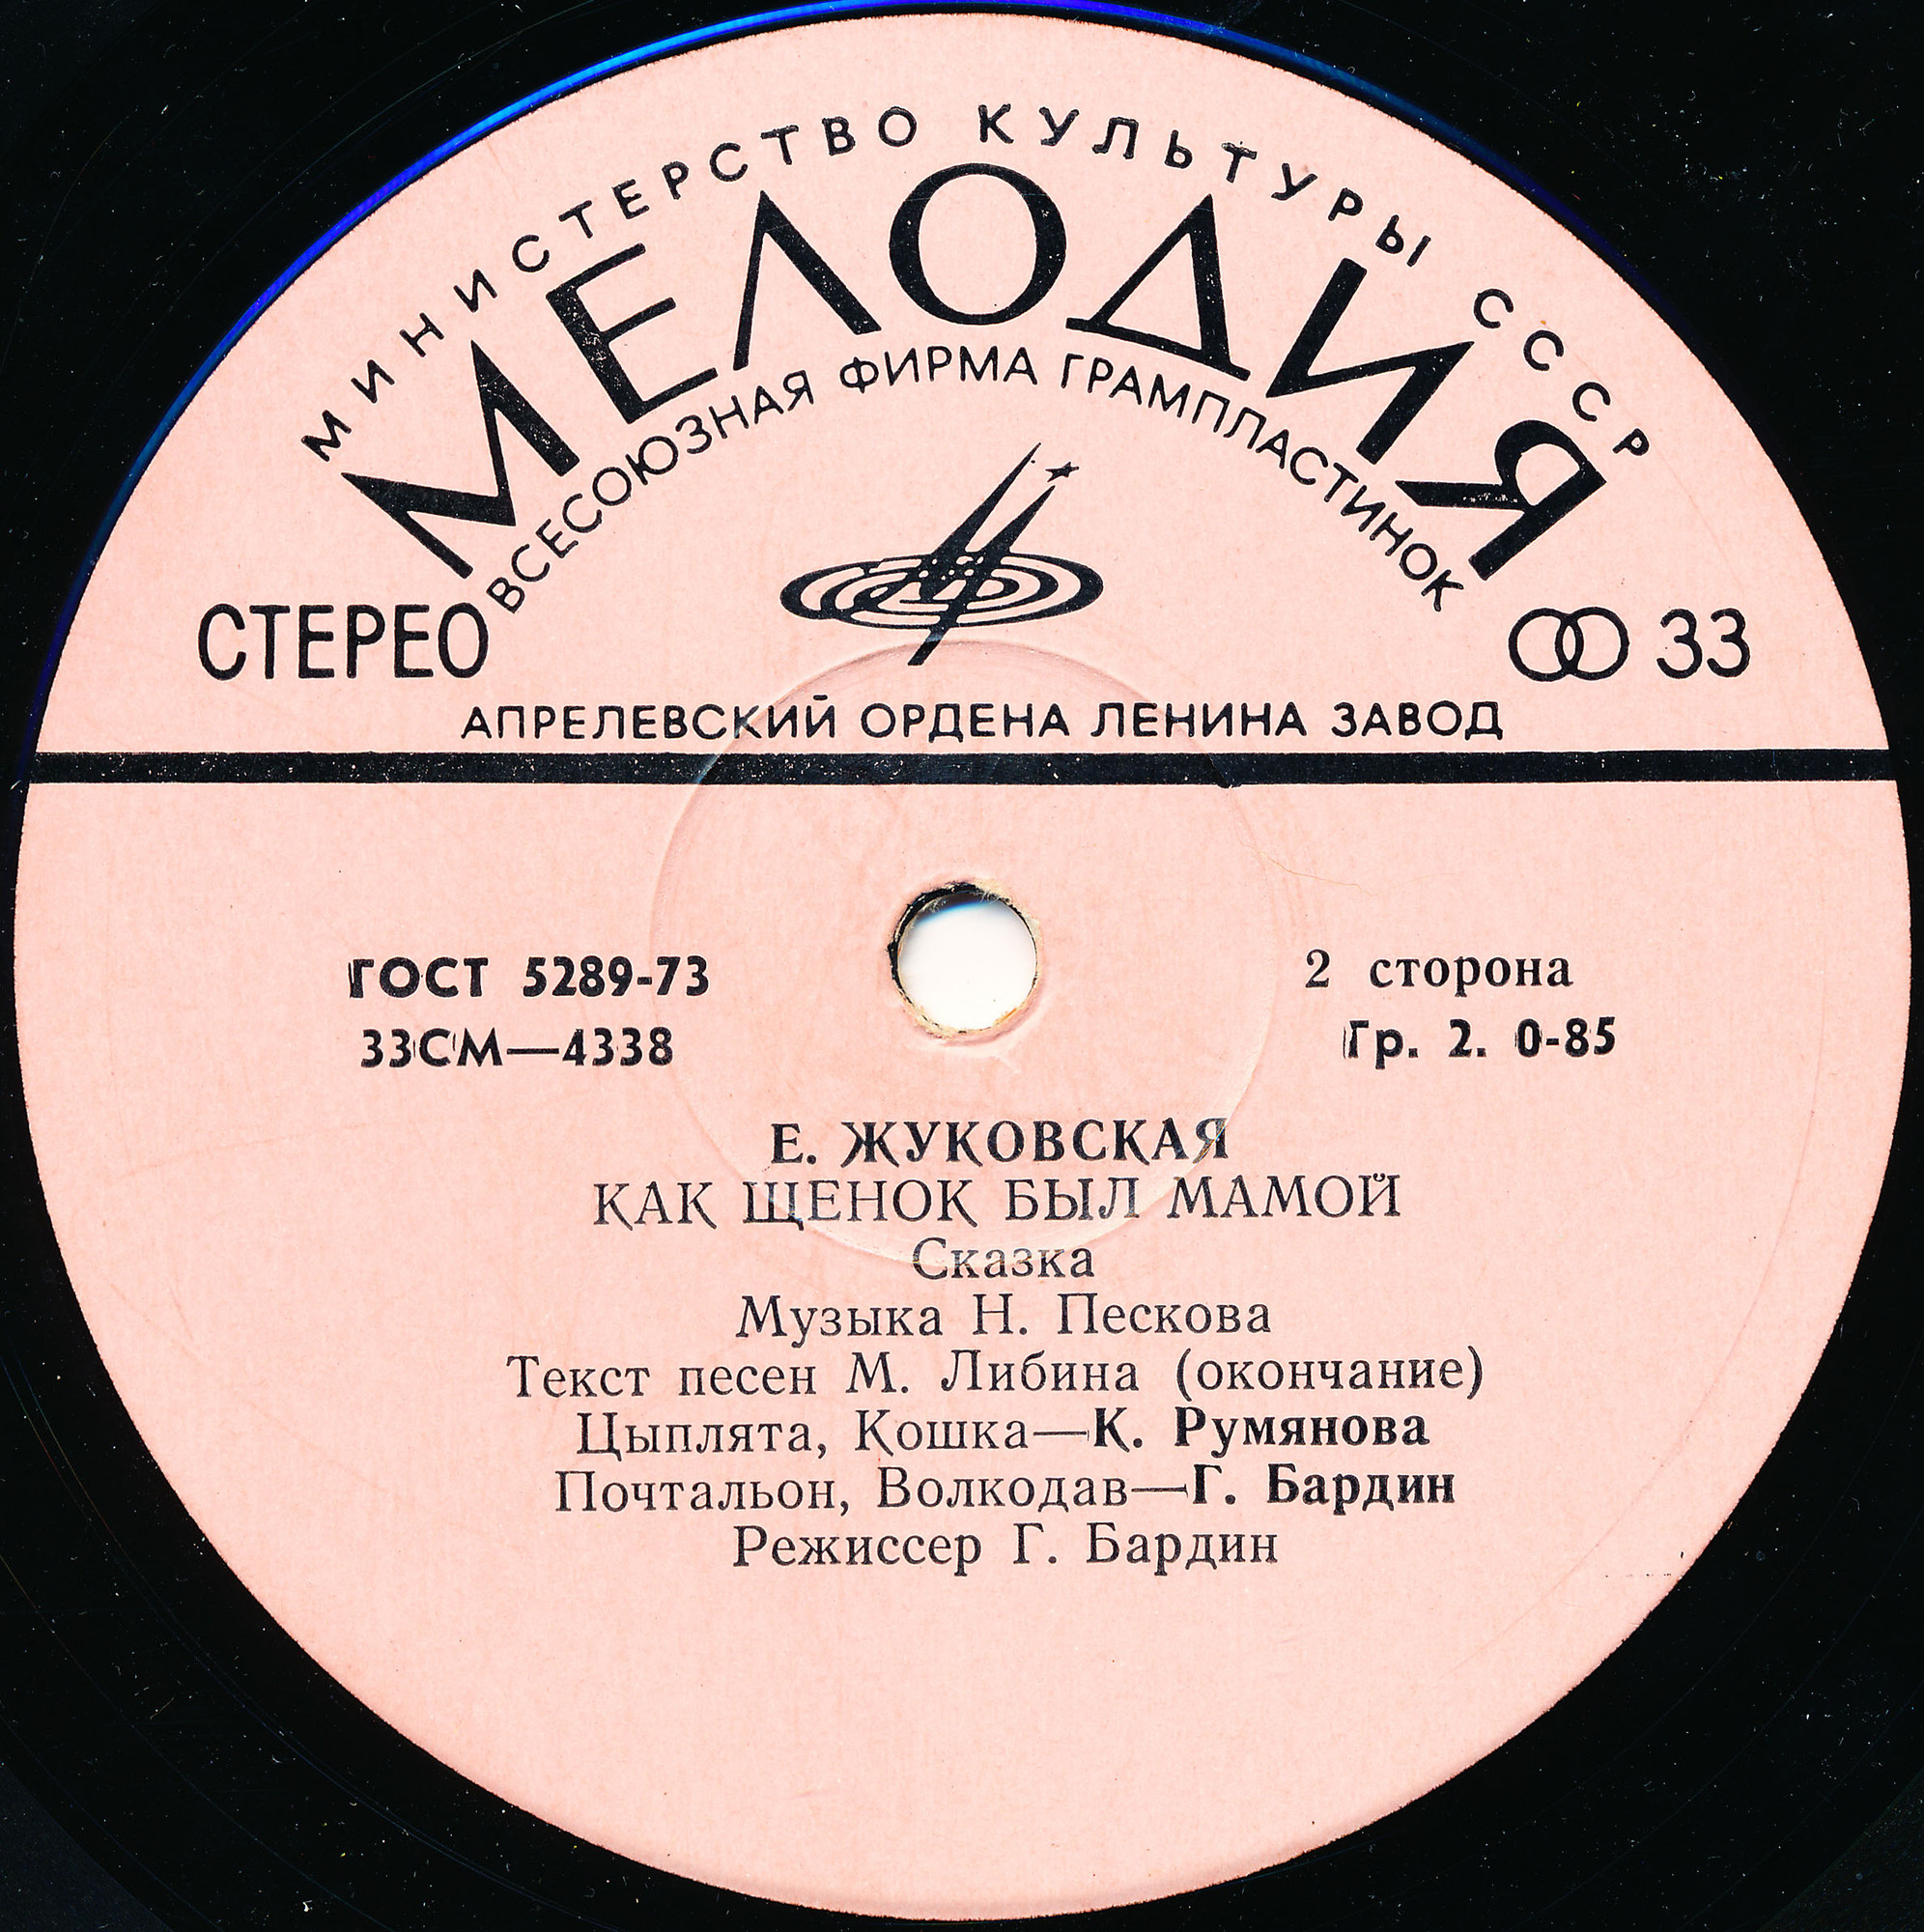 МИНИСТЕРСТВО КУЛЬТУРЫ СССР
МЕЛОДИЯ
ВСЕСОЮЗНАЯ ФИРМА ГРАМПЛАСТИНОК
СТЕРЕО
33
АПРЕЛЕВСКИЙ ОРДЕНА ЛЕНИНА ЗАВОД
ГОСТ 5289-73
33СМ—4338
2 сторона
Гр. 2. 0-85
Е. ЖУКОВСКАЯ
КАК ЩЕНОК БЫЛ МАМОЙ
Сказка
Музыка Н. Пескова
Текст песен М. Либина (окончание)
Цыплята, Кошка—К. Румянова
Почтальон, Волкодав—Г. Бардин
Режиссер Г. Бардин